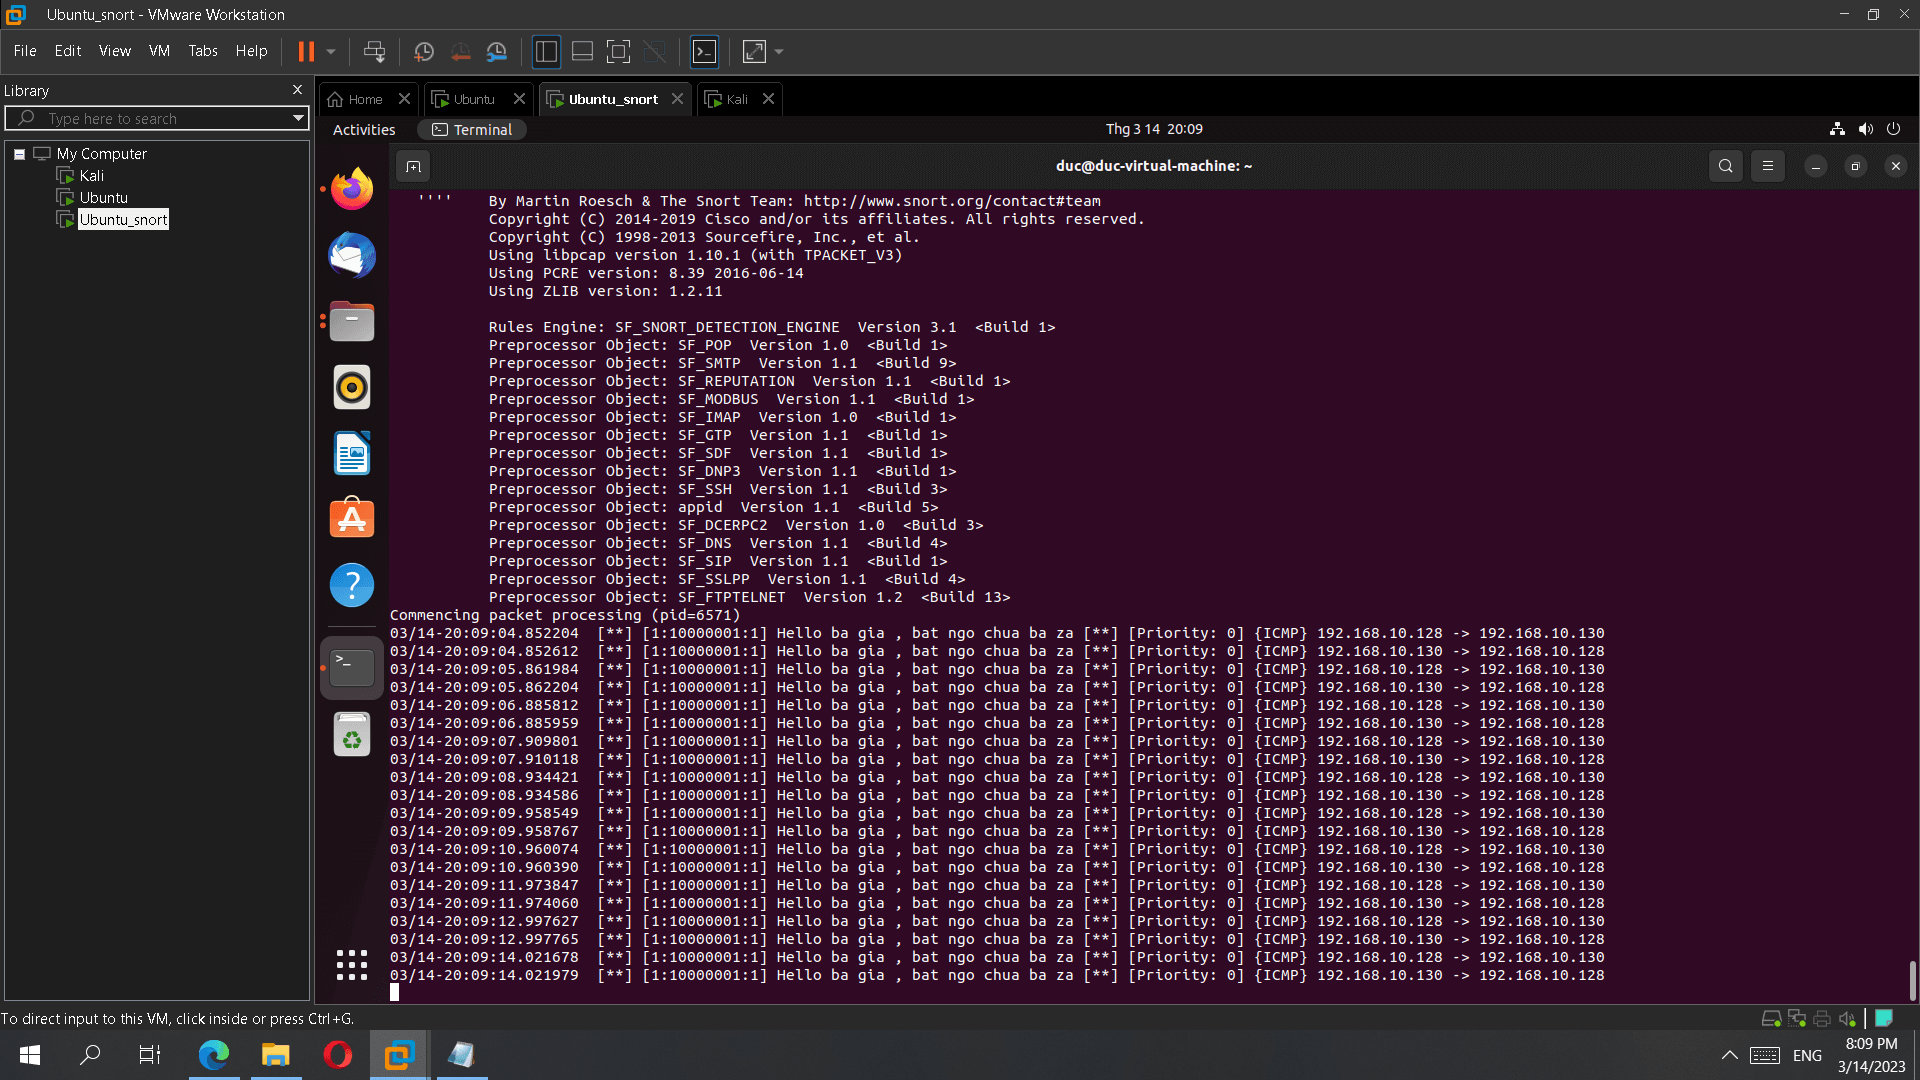 Ubuntu_snort - VMware Workstation
File Edit View VM Tabs Help
Library
Type here to search
My Computer
Kali
Ubuntu
Ubuntu_snort
Home Ubuntu Ubuntu_snort Kali
Activities Terminal Thg 3 14 20:09
duc@duc-virtual-machine: ~
'''' By Martin Roesch & The Snort Team: http://www.snort.org/contact#team
Copyright (C) 2014-2019 Cisco and/or its affiliates. All rights reserved.
Copyright (C) 1998-2013 Sourcefire, Inc., et al.
Using libpcap version 1.10.1 (with TPACKET_V3)
Using PCRE version: 8.39 2016-06-14
Using ZLIB version: 1.2.11
Rules Engine: SF_SNORT_DETECTION_ENGINE Version 3.1 <Build 1>
Preprocessor Object: SF_POP Version 1.0 <Build 1>
Preprocessor Object: SF_SMTP Version 1.1 <Build 9>
Preprocessor Object: SF_REPUTATION Version 1.1 <Build 1>
Preprocessor Object: SF_MODBUS Version 1.1 <Build 1>
Preprocessor Object: SF_IMAP Version 1.0 <Build 1>
Preprocessor Object: SF_GTP Version 1.1 <Build 1>
Preprocessor Object: SF_SDF Version 1.1 <Build 1>
Preprocessor Object: SF_DNP3 Version 1.1 <Build 1>
Preprocessor Object: SF_SSH Version 1.1 <Build 3>
Preprocessor Object: appid Version 1.1 <Build 5>
Preprocessor Object: SF_DCERPC2 Version 1.0 <Build 3>
Preprocessor Object: SF_DNS Version 1.1 <Build 4>
Preprocessor Object: SF_SIP Version 1.1 <Build 1>
Preprocessor Object: SF_SSLPP Version 1.1 <Build 4>
Preprocessor Object: SF_FTPTELNET Version 1.2 <Build 13>
Commencing packet processing (pid=6571)
03/14-20:09:04.852204 [**] [1:10000001:1] Hello ba gia , bat ngo chua ba za [**] [Priority: 0] {ICMP} 192.168.10.128 -> 192.168.10.130
03/14-20:09:04.852612 [**] [1:10000001:1] Hello ba gia , bat ngo chua ba za [**] [Priority: 0] {ICMP} 192.168.10.130 -> 192.168.10.128
03/14-20:09:05.861984 [**] [1:10000001:1] Hello ba gia , bat ngo chua ba za [**] [Priority: 0] {ICMP} 192.168.10.128 -> 192.168.10.130
03/14-20:09:05.862204 [**] [1:10000001:1] Hello ba gia , bat ngo chua ba za [**] [Priority: 0] {ICMP} 192.168.10.130 -> 192.168.10.128
03/14-20:09:06.885812 [**] [1:10000001:1] Hello ba gia , bat ngo chua ba za [**] [Priority: 0] {ICMP} 192.168.10.128 -> 192.168.10.130
03/14-20:09:06.885959 [**] [1:10000001:1] Hello ba gia , bat ngo chua ba za [**] [Priority: 0] {ICMP} 192.168.10.130 -> 192.168.10.128
03/14-20:09:07.909801 [**] [1:10000001:1] Hello ba gia , bat ngo chua ba za [**] [Priority: 0] {ICMP} 192.168.10.128 -> 192.168.10.130
03/14-20:09:07.910118 [**] [1:10000001:1] Hello ba gia , bat ngo chua ba za [**] [Priority: 0] {ICMP} 192.168.10.130 -> 192.168.10.128
03/14-20:09:08.934421 [**] [1:10000001:1] Hello ba gia , bat ngo chua ba za [**] [Priority: 0] {ICMP} 192.168.10.128 -> 192.168.10.130
03/14-20:09:08.934586 [**] [1:10000001:1] Hello ba gia , bat ngo chua ba za [**] [Priority: 0] {ICMP} 192.168.10.130 -> 192.168.10.128
03/14-20:09:09.958549 [**] [1:10000001:1] Hello ba gia , bat ngo chua ba za [**] [Priority: 0] {ICMP} 192.168.10.128 -> 192.168.10.130
03/14-20:09:09.958767 [**] [1:10000001:1] Hello ba gia , bat ngo chua ba za [**] [Priority: 0] {ICMP} 192.168.10.130 -> 192.168.10.128
03/14-20:09:10.960074 [**] [1:10000001:1] Hello ba gia , bat ngo chua ba za [**] [Priority: 0] {ICMP} 192.168.10.128 -> 192.168.10.130
03/14-20:09:10.960390 [**] [1:10000001:1] Hello ba gia , bat ngo chua ba za [**] [Priority: 0] {ICMP} 192.168.10.130 -> 192.168.10.128
03/14-20:09:11.973847 [**] [1:10000001:1] Hello ba gia , bat ngo chua ba za [**] [Priority: 0] {ICMP} 192.168.10.128 -> 192.168.10.130
03/14-20:09:11.974060 [**] [1:10000001:1] Hello ba gia , bat ngo chua ba za [**] [Priority: 0] {ICMP} 192.168.10.130 -> 192.168.10.128
03/14-20:09:12.997627 [**] [1:10000001:1] Hello ba gia , bat ngo chua ba za [**] [Priority: 0] {ICMP} 192.168.10.128 -> 192.168.10.130
03/14-20:09:12.997765 [**] [1:10000001:1] Hello ba gia , bat ngo chua ba za [**] [Priority: 0] {ICMP} 192.168.10.130 -> 192.168.10.128
03/14-20:09:14.021678 [**] [1:10000001:1] Hello ba gia , bat ngo chua ba za [**] [Priority: 0] {ICMP} 192.168.10.128 -> 192.168.10.130
03/14-20:09:14.021979 [**] [1:10000001:1] Hello ba gia , bat ngo chua ba za [**] [Priority: 0] {ICMP} 192.168.10.130 -> 192.168.10.128
To direct input to this VM, click inside or press Ctrl+G.
ENG
8:09 PM
3/14/2023